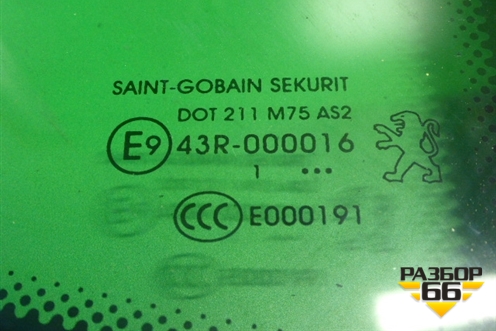 SAINT-GOBAIN SEKURIT
DOT 211 M75 AS2
E9 43R-000016
1 •••
CCC E000191
РАЗБОР
66